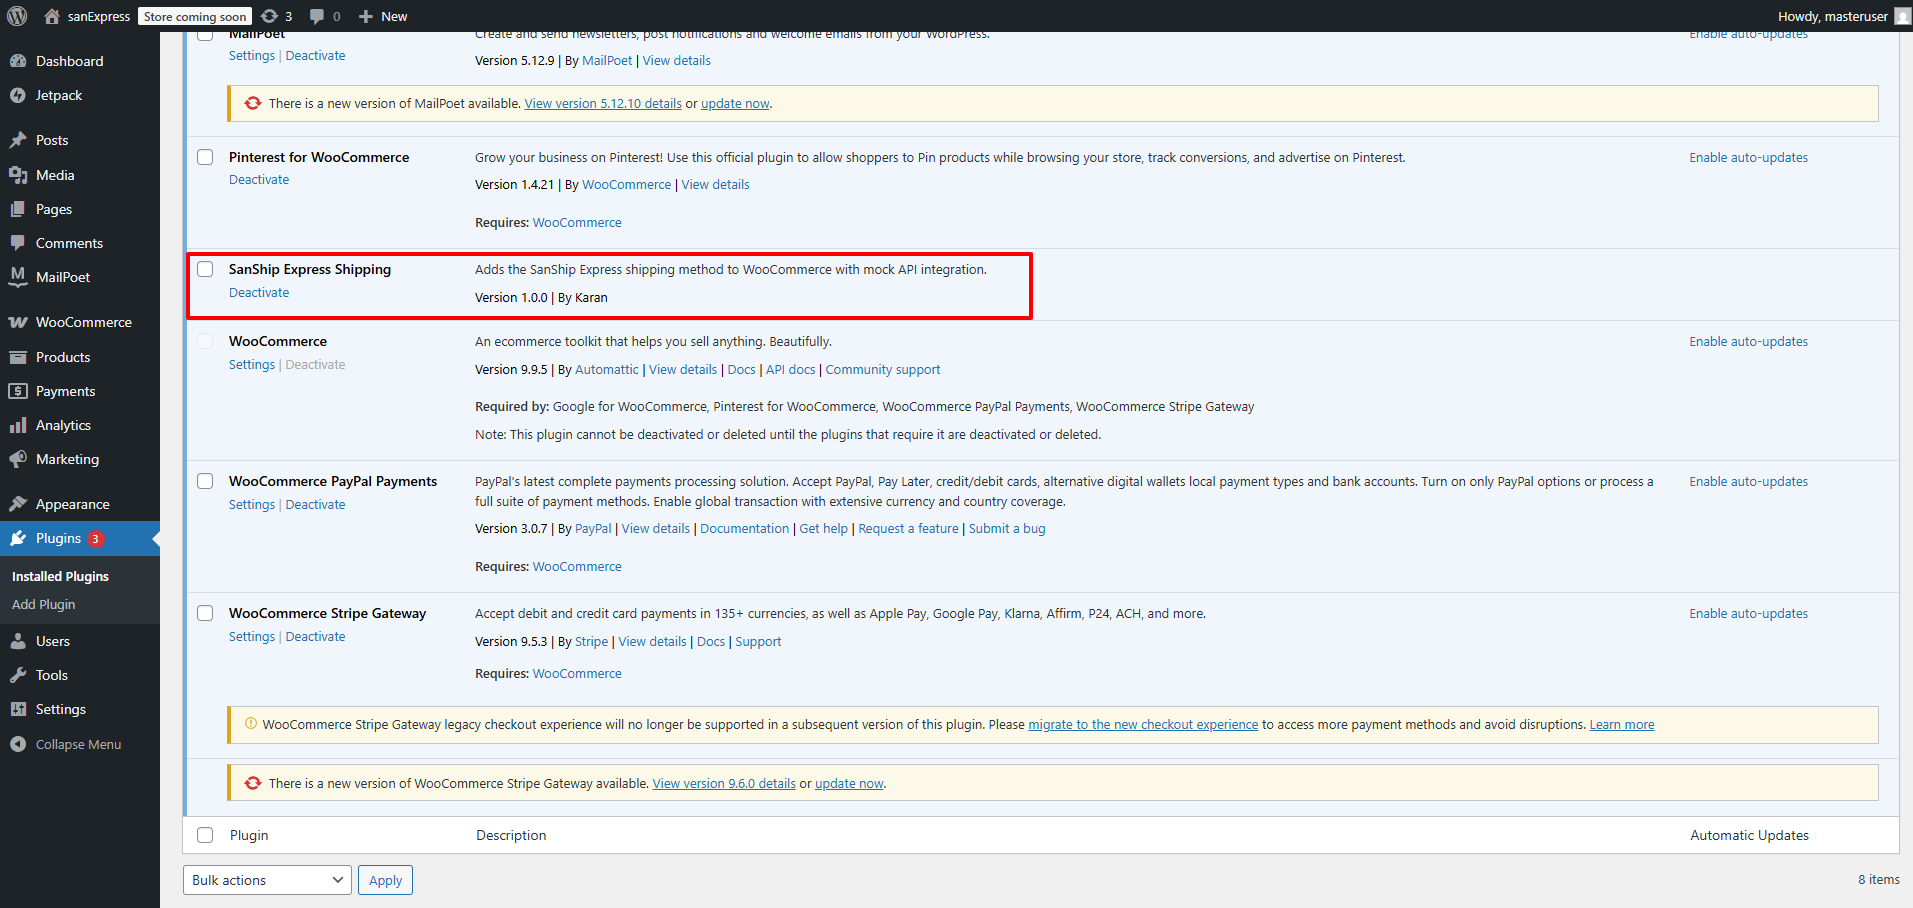 sanExpress Store coming soon 3 0 New Howdy, masteruser
Dashboard
Jetpack
Posts
Media
Pages
Comments
MailPoet
WooCommerce
Products
Payments
Analytics
Marketing
Appearance
Plugins 3
Installed Plugins
Add Plugin
Users
Tools
Settings
Collapse Menu
MailPoet
Settings | Deactivate
Create and send newsletters, post notifications and welcome emails from your WordPress.
Version 5.12.9 | By MailPoet | View details
Enable auto-updates
There is a new version of MailPoet available. View version 5.12.10 details or update now.
Pinterest for WooCommerce
Deactivate
Grow your business on Pinterest! Use this official plugin to allow shoppers to Pin products while browsing your store, track conversions, and advertise on Pinterest.
Version 1.4.21 | By WooCommerce | View details
Requires: WooCommerce
Enable auto-updates
SanShip Express Shipping
Deactivate
Adds the SanShip Express shipping method to WooCommerce with mock API integration.
Version 1.0.0 | By Karan
WooCommerce
Settings | Deactivate
An ecommerce toolkit that helps you sell anything. Beautifully.
Version 9.9.5 | By Automattic | View details | Docs | API docs | Community support
Required by: Google for WooCommerce, Pinterest for WooCommerce, WooCommerce PayPal Payments, WooCommerce Stripe Gateway
Note: This plugin cannot be deactivated or deleted until the plugins that require it are deactivated or deleted.
Enable auto-updates
WooCommerce PayPal Payments
Settings | Deactivate
PayPal's latest complete payments processing solution. Accept PayPal, Pay Later, credit/debit cards, alternative digital wallets local payment types and bank accounts. Turn on only PayPal options or process a
full suite of payment methods. Enable global transaction with extensive currency and country coverage.
Version 3.0.7 | By PayPal | View details | Documentation | Get help | Request a feature | Submit a bug
Requires: WooCommerce
Enable auto-updates
WooCommerce Stripe Gateway
Settings | Deactivate
Accept debit and credit card payments in 135+ currencies, as well as Apple Pay, Google Pay, Klarna, Affirm, P24, ACH, and more.
Version 9.5.3 | By Stripe | View details | Docs | Support
Requires: WooCommerce
Enable auto-updates
WooCommerce Stripe Gateway legacy checkout experience will no longer be supported in a subsequent version of this plugin. Please migrate to the new checkout experience to access more payment methods and avoid disruptions. Learn more
There is a new version of WooCommerce Stripe Gateway available. View version 9.6.0 details or update now.
Plugin Description Automatic Updates
Bulk actions Apply 8 items